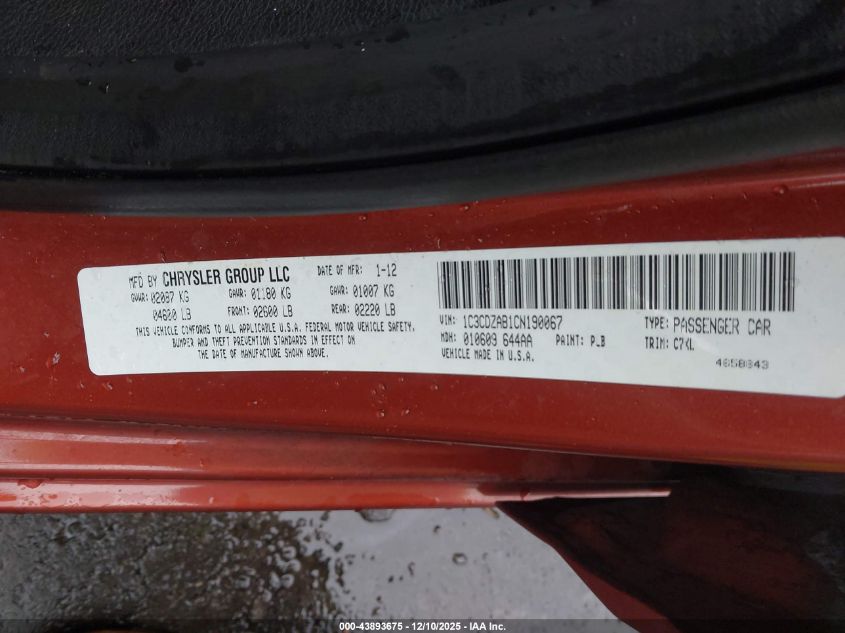 MFD BY CHRYSLER GROUP LLC DATE OF MFR: 1-12
GVWR: 02087 KG GAWR: 01180 KG GAWR: 01007 KG
04600 LB FRONT: 02600 LB REAR: 02220 LB
THIS VEHICLE CONFORMS TO ALL APPLICABLE U.S.A. FEDERAL MOTOR VEHICLE SAFETY,
BUMPER AND THEFT PREVENTION STANDARDS IN EFFECT ON
THE DATE OF MANUFACTURE SHOWN ABOVE.
VIN: 1C3CDZAB1CN190067 TYPE: PASSENGER CAR
MDH: 010609 644AA PAINT: PLB TRIM: C7KL
VEHICLE MADE IN U.S.A. 4658843
000-43893675 - 12/10/2025 - IAA Inc.